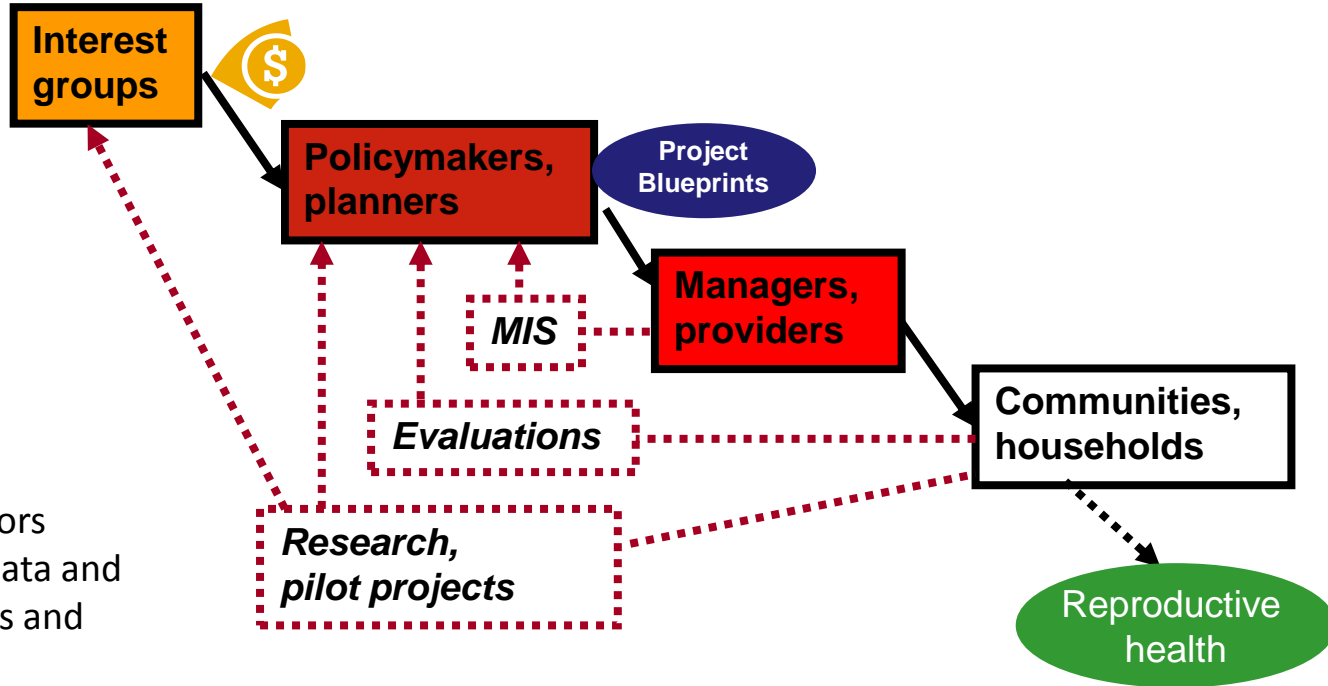 Interest
groups
$
Policymakers,
planners
Project
Blueprints
Managers,
providers
MIS
Communities,
households
Evaluations
Research,
pilot projects
ors
ata and
s and
Reproductive
health